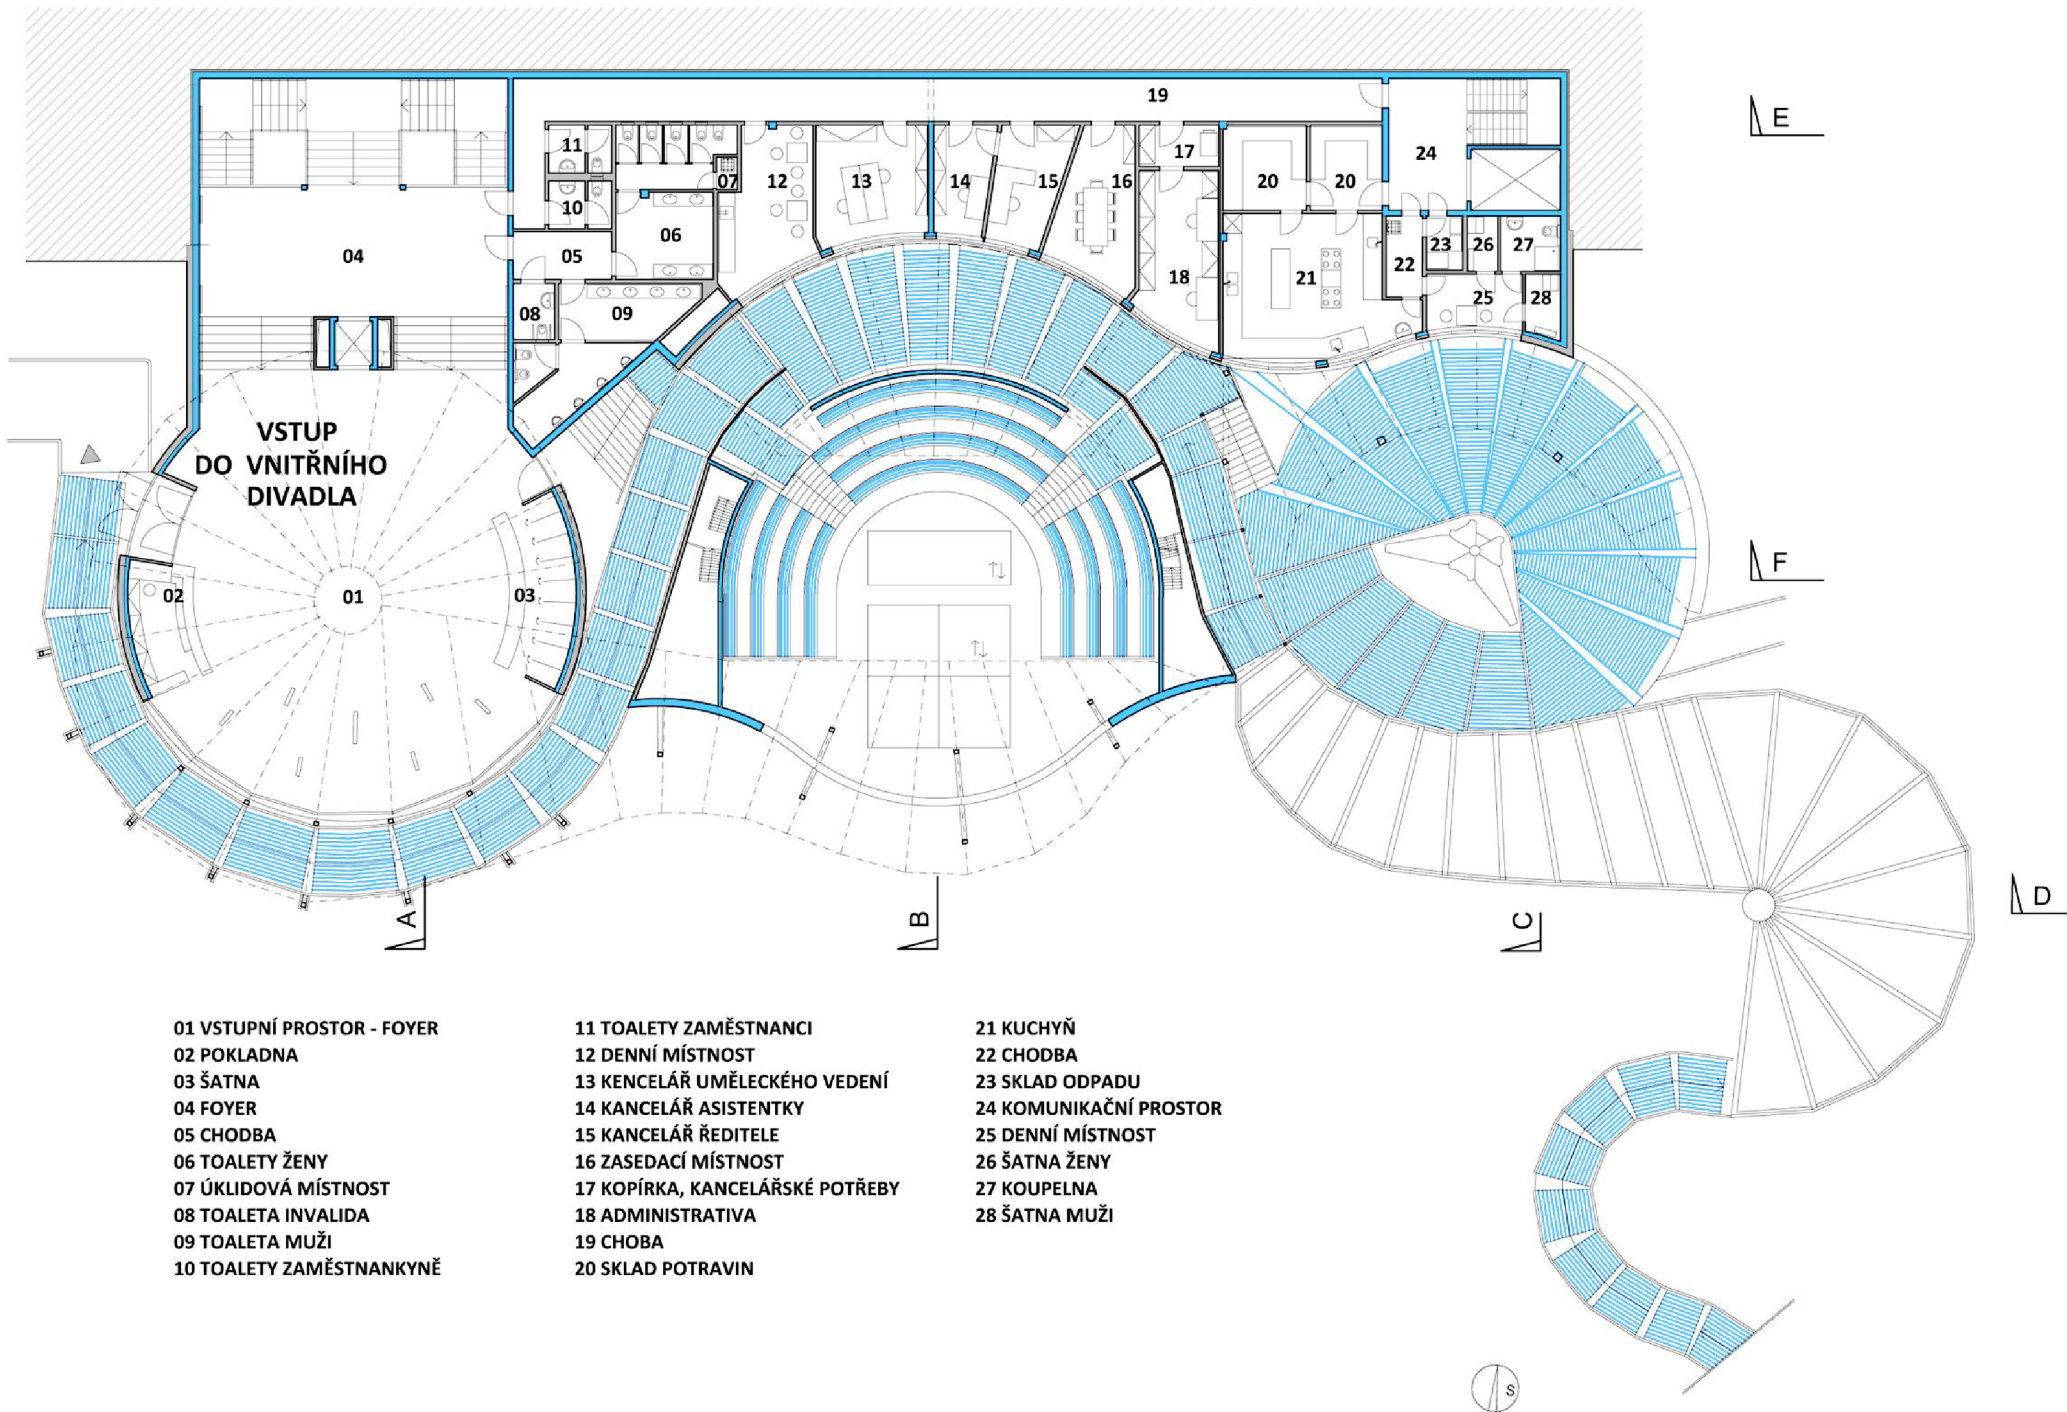 E
19
11
07
12
13
14
15
16
17
20
20
24
10
06
05
04
18
21
22
23
26
27
25
28
08
09
VSTUP
DO VNITŘNÍHO
DIVADLA
F
02
01
03
A
B
C
D
01 VSTUPNÍ PROSTOR - FOYER
02 POKLADNA
03 ŠATNA
04 FOYER
05 CHODBA
06 TOALETY ŽENY
07 ÚKLIDOVÁ MÍSTNOST
08 TOALETA INVALIDA
09 TOALETA MUŽI
10 TOALETY ZAMĚSTNANKYNĚ
11 TOALETY ZAMĚSTNANCI
12 DENNÍ MÍSTNOST
13 KENCELÁŘ UMĚLECKÉHO VEDENÍ
14 KANCELÁŘ ASISTENTKY
15 KANCELÁŘ ŘEDITELE
16 ZASEDACÍ MÍSTNOST
17 KOPÍRKA, KANCELÁŘSKÉ POTŘEBY
18 ADMINISTRATIVA
19 CHOBA
20 SKLAD POTRAVIN
21 KUCHYŇ
22 CHODBA
23 SKLAD ODPADU
24 KOMUNIKAČNÍ PROSTOR
25 DENNÍ MÍSTNOST
26 ŠATNA ŽENY
27 KOUPELNA
28 ŠATNA MUŽI
S